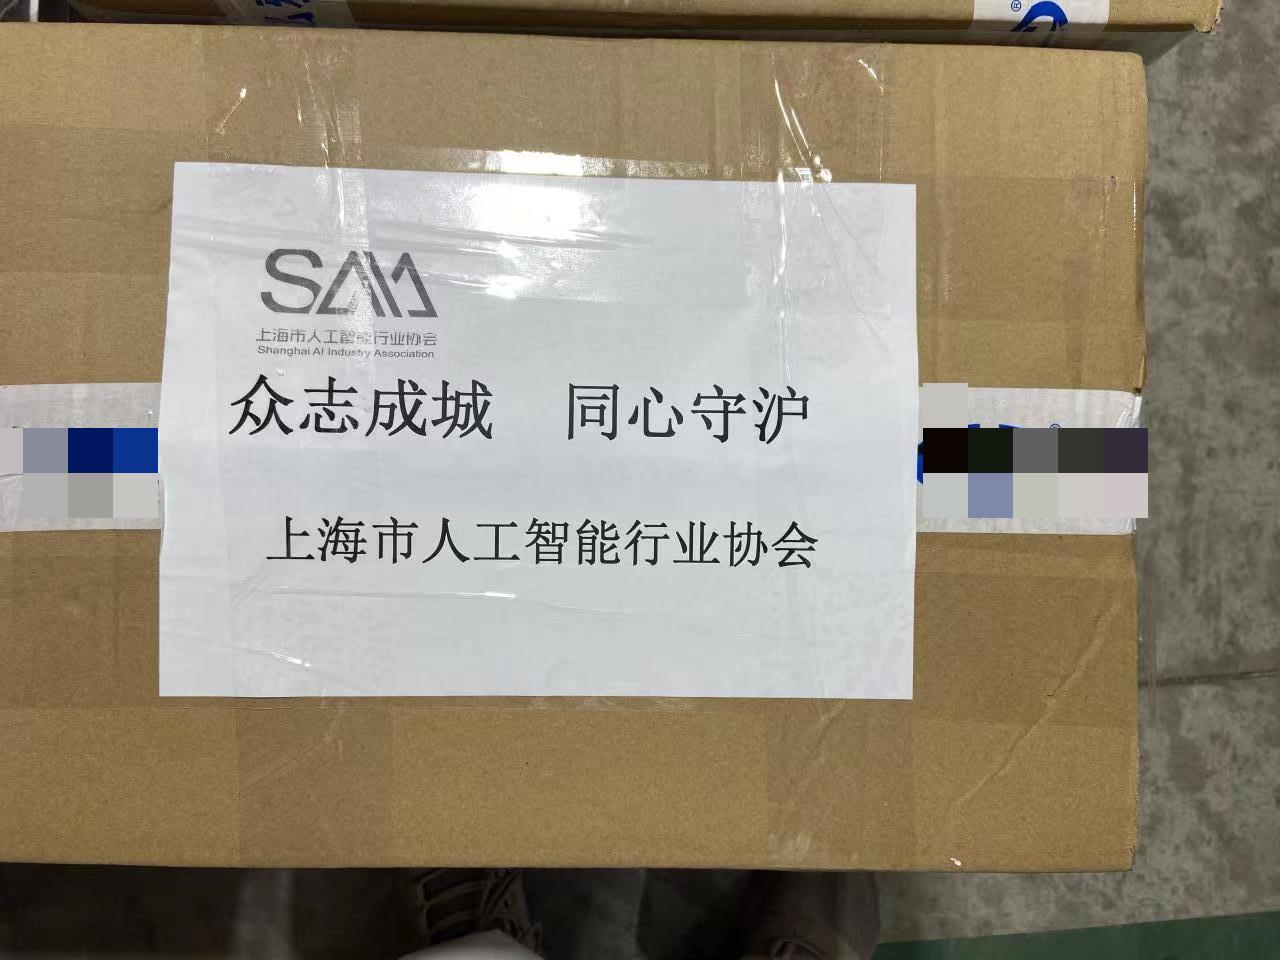 SAIA
上海市人工智能行业协会
Shanghai AI Industry Association
众志成城 同心守沪
上海市人工智能行业协会